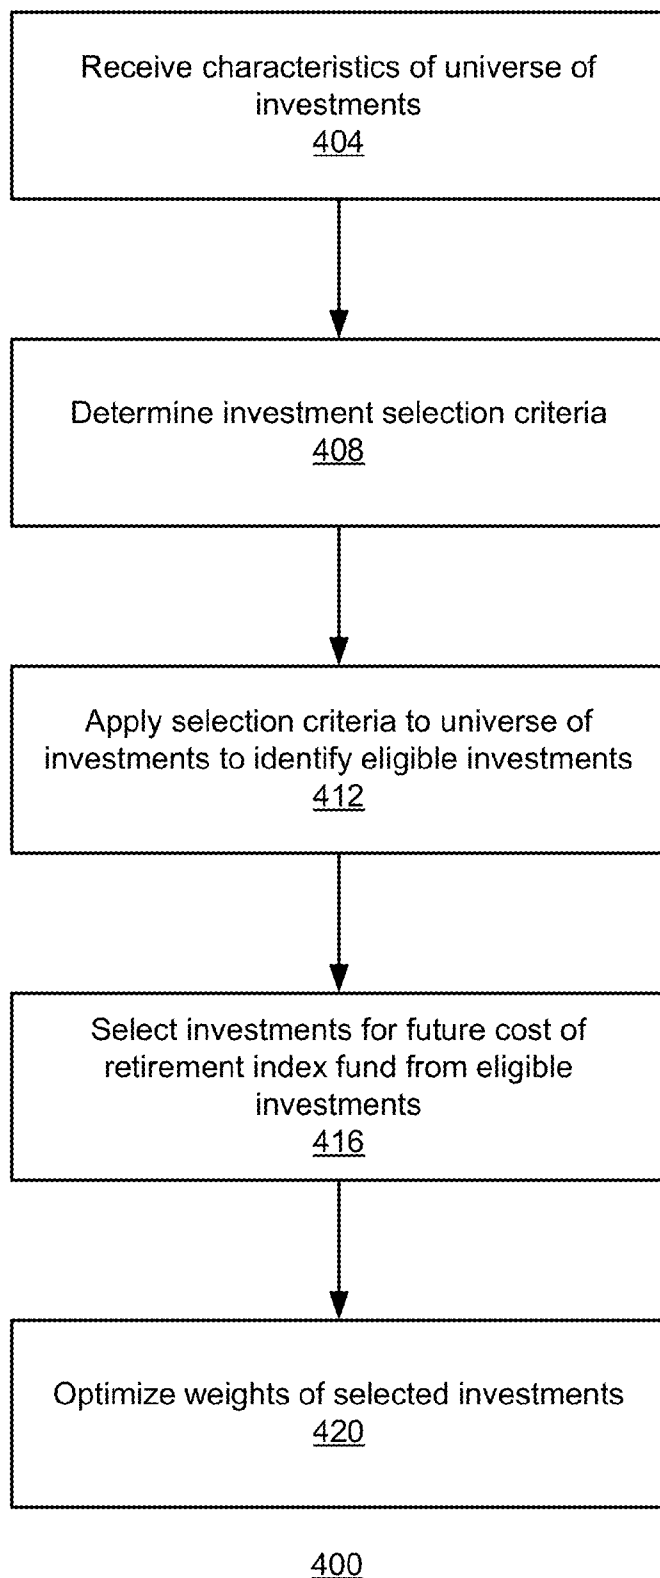 Receive characteristics of universe of
investments
404
Determine investment selection criteria
408
Apply selection criteria to universe of
investments to identify eligible investments
412
Select investments for future cost of
retirement index fund from eligible
investments
416
Optimize weights of selected investments
420
400